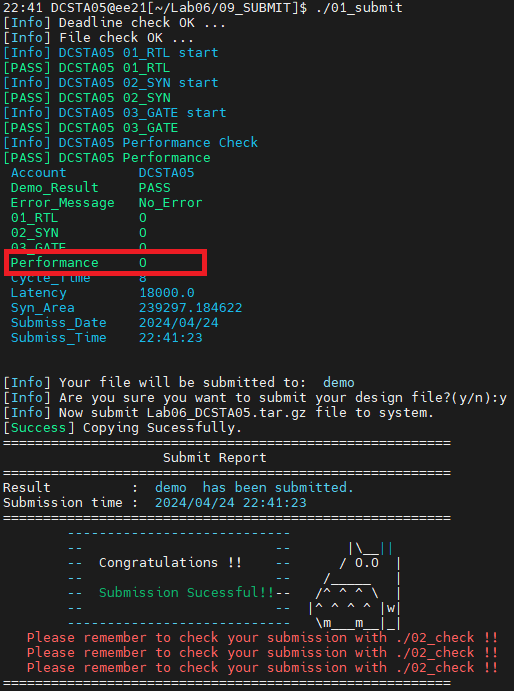 22:41 DCSTA05@ee21[~/Lab06/09_SUBMIT]$ ./01_submit
[Info] Deadline check OK ...
[Info] File check OK ...
[Info] DCSTA05 01_RTL start
[PASS] DCSTA05 01_RTL
[Info] DCSTA05 02_SYN start
[PASS] DCSTA05 02_SYN
[Info] DCSTA05 03_GATE start
[PASS] DCSTA05 03_GATE
[Info] DCSTA05 Performance Check
[PASS] DCSTA05 Performance
Account DCSTA05
Demo_Result PASS
Error_Message No_Error
01_RTL O
02_SYN O
03_GATE O
Performance O
Cycle_Time 8
Latency 18000.0
Syn_Area 239297.184622
Submiss_Date 2024/04/24
Submiss_Time 22:41:23
[Info] Your file will be submitted to: demo
[Info] Are you sure you want to submit your design file?(y/n):y
[Info] Now submit Lab06_DCSTA05.tar.gz file to system.
[Success] Copying Sucessfully.
========================================================
Submit Report
========================================================
Result : demo has been submitted.
Submission time : 2024/04/24 22:41:23
========================================================
----------------------------
-- -- |\__||
-- Congratulations !! -- / O.O |
-- -- /_____ |
-- Submission Sucessful!!-- /^ ^ ^ \ |
-- -- |^ ^ ^ ^ |w|
---------------------------- \m___m__|_|
Please remember to check your submission with ./02_check !!
Please remember to check your submission with ./02_check !!
Please remember to check your submission with ./02_check !!
========================================================